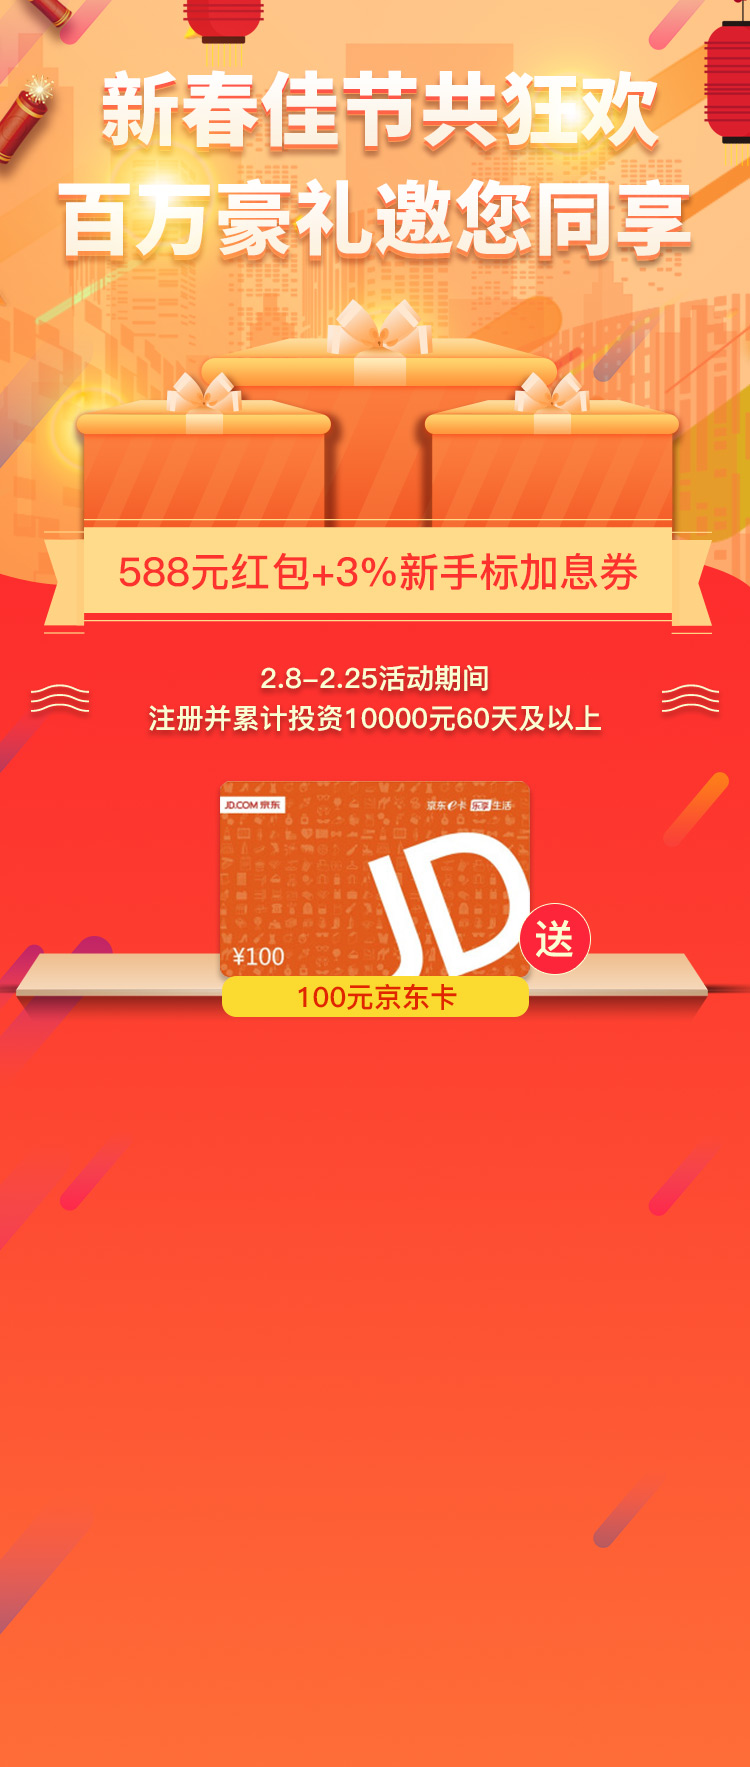 新春佳节共狂欢
百万豪礼邀您同享
588元红包+3%新手标加息券
2.8-2.25活动期间
注册并累计投资10000元60天及以上
JD.COM 京东
京东e卡 乐享生活
JD
¥100
送
100元京东卡